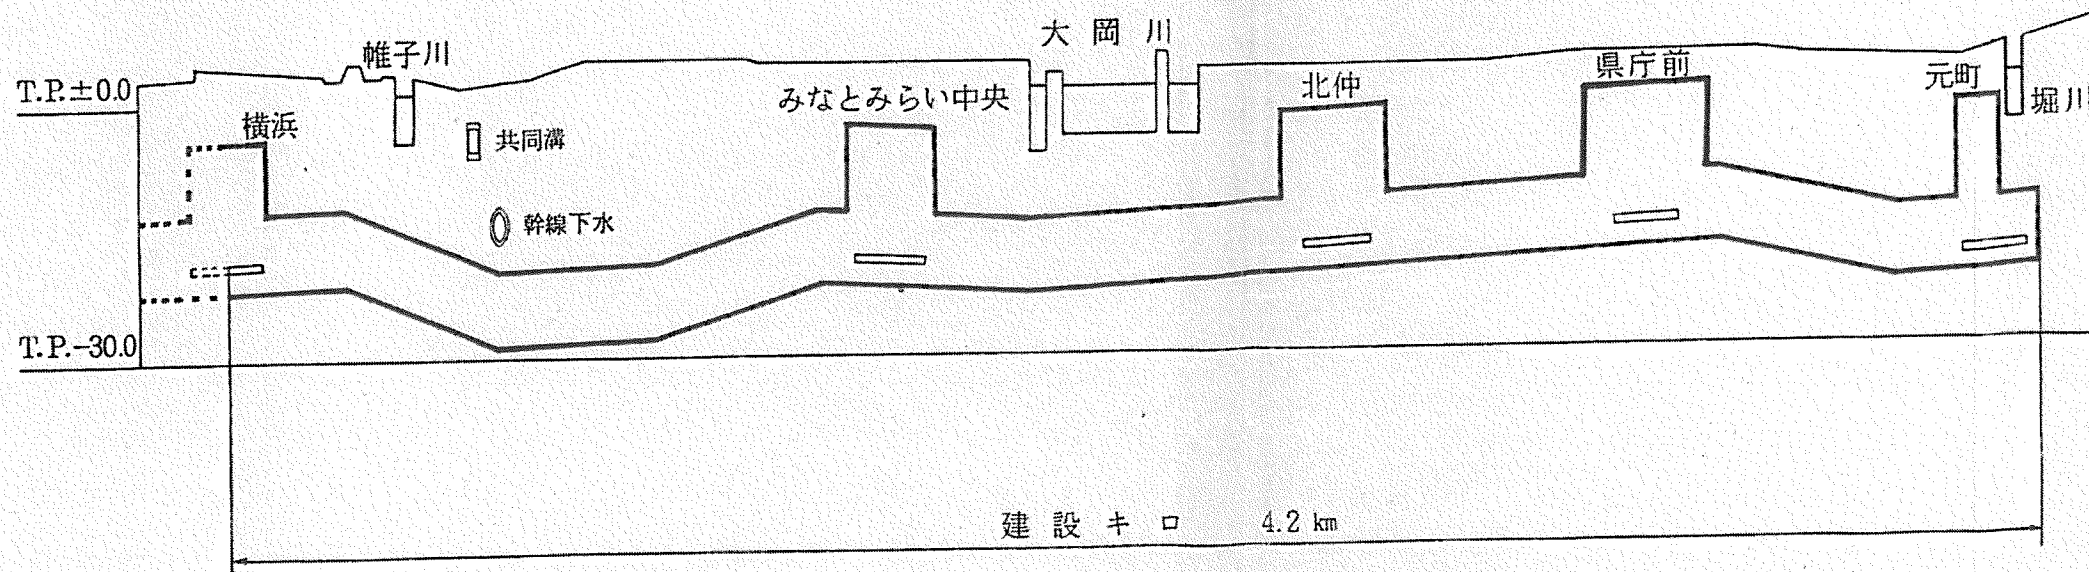 大岡川
帷子川
県庁前
元町
T.P.±0.0
みなとみらい中央
北仲
堀川
横浜
共同溝
幹線下水
T.P.-30.0
建設キロ 4.2 km